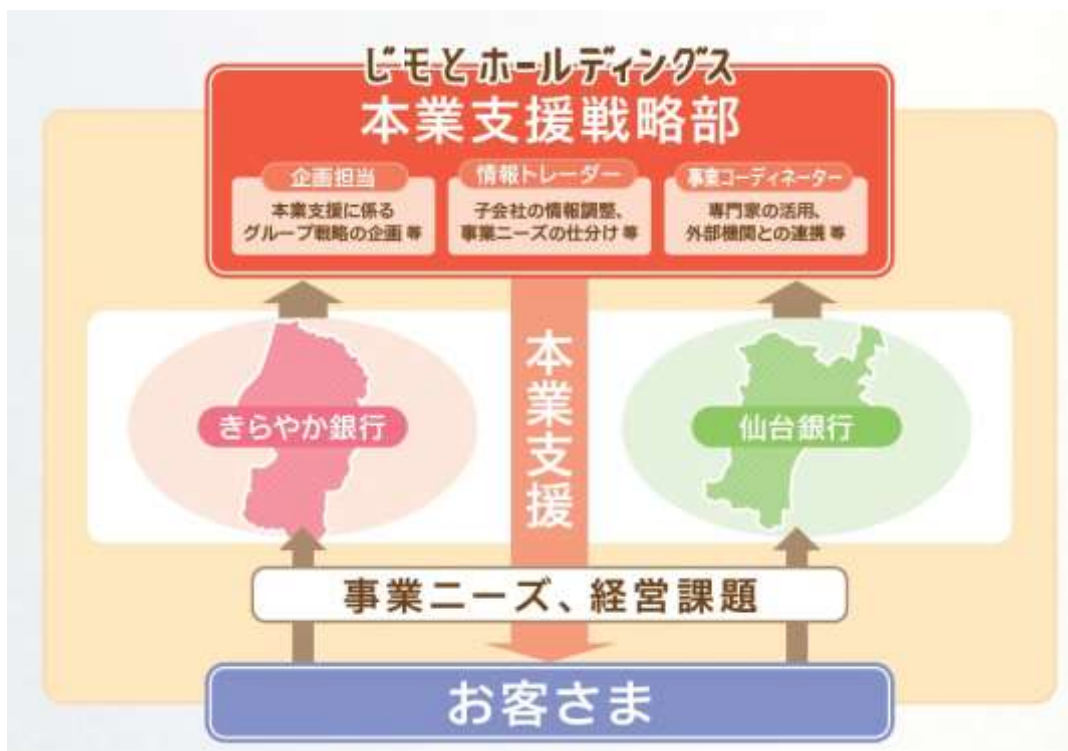 じモとホールディングス
本業支援戦略部
企画担当
本業支援に係る
グループ戦略の企画 等
情報トレーダー
子会社の情報調整、
事業ニーズの仕分け 等
事業コーディネーター
専門家の活用、
外部機関との連携 等
きらやか銀行
本業支援
仙台銀行
事業ニーズ、経営課題
お客さま